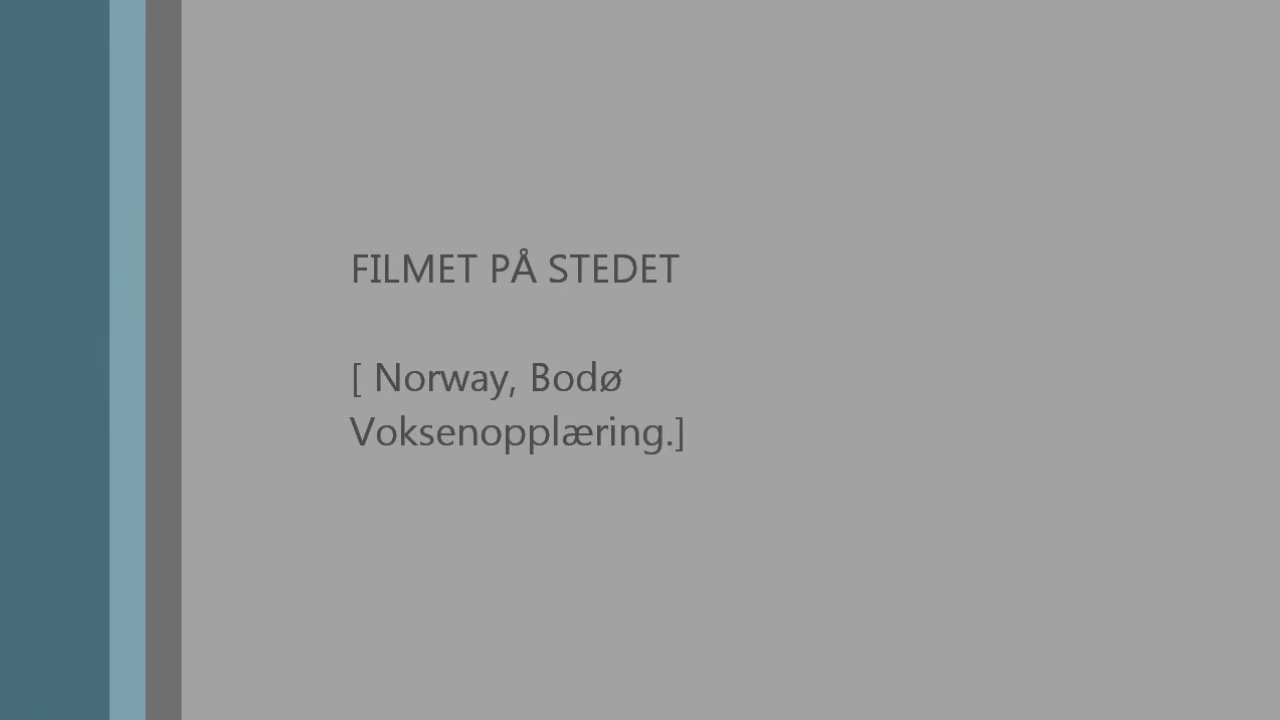 FILMET PÅ STEDET
[ Norway, Bodø
Voksenopplæring.]